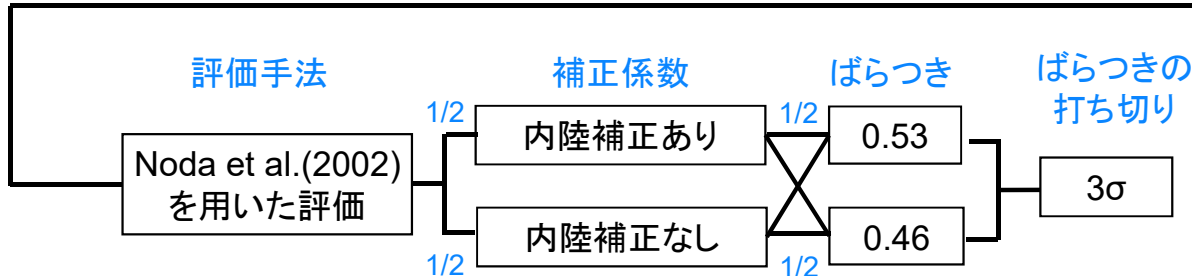 評価手法
補正係数
ばらつき
ばらつきの
打ち切り
Noda et al.(2002)
を用いた評価
1/2
内陸補正あり
1/2
内陸補正なし
1/2
0.53
1/2
0.46
3σ